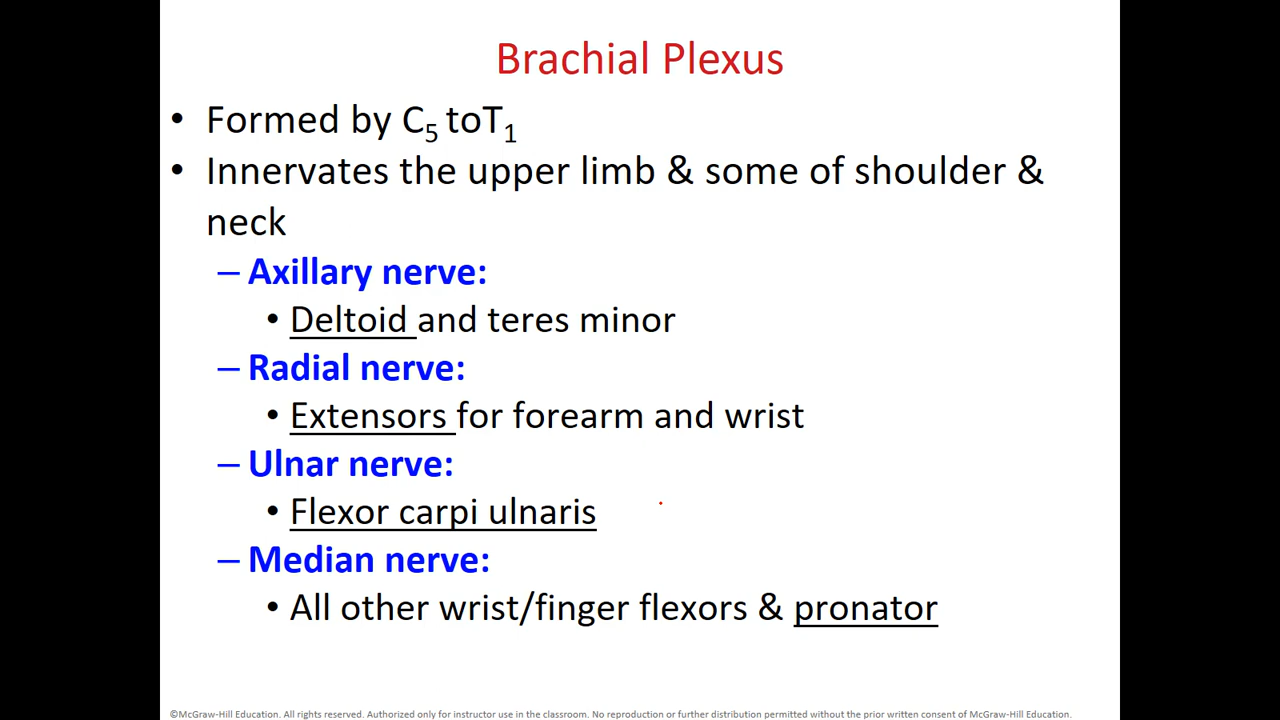 Brachial Plexus
• Formed by C₅ toT₁
• Innervates the upper limb & some of shoulder &
neck
– Axillary nerve:
• Deltoid and teres minor
– Radial nerve:
• Extensors for forearm and wrist
– Ulnar nerve:
• Flexor carpi ulnaris
– Median nerve:
• All other wrist/finger flexors & pronator
©McGraw-Hill Education. All rights reserved. Authorized only for instructor use in the classroom. No reproduction or further distribution permitted without the prior written consent of McGraw-Hill Education.